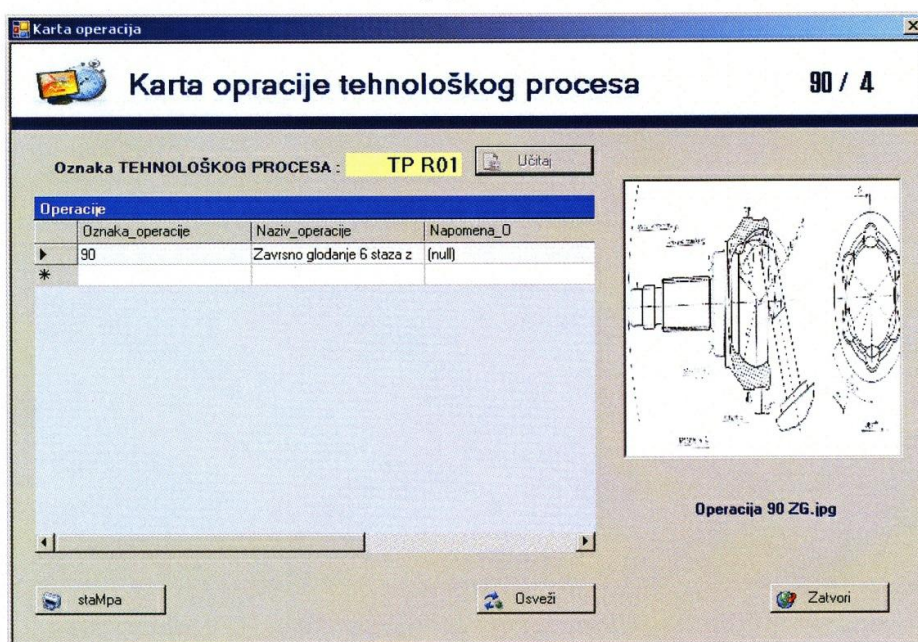 Karta operacija
Karta opracije tehnološkog procesa 90 / 4
Oznaka TEHNOLOŠKOG PROCESA : TP R01 Učitaj
Operacije
Oznaka_operacije Naziv_operacije Napomena_O
90 Zavrsno glodanje 6 staza z (null)
Operacija 90 ZG.jpg
staMpa Osveži Zatvori